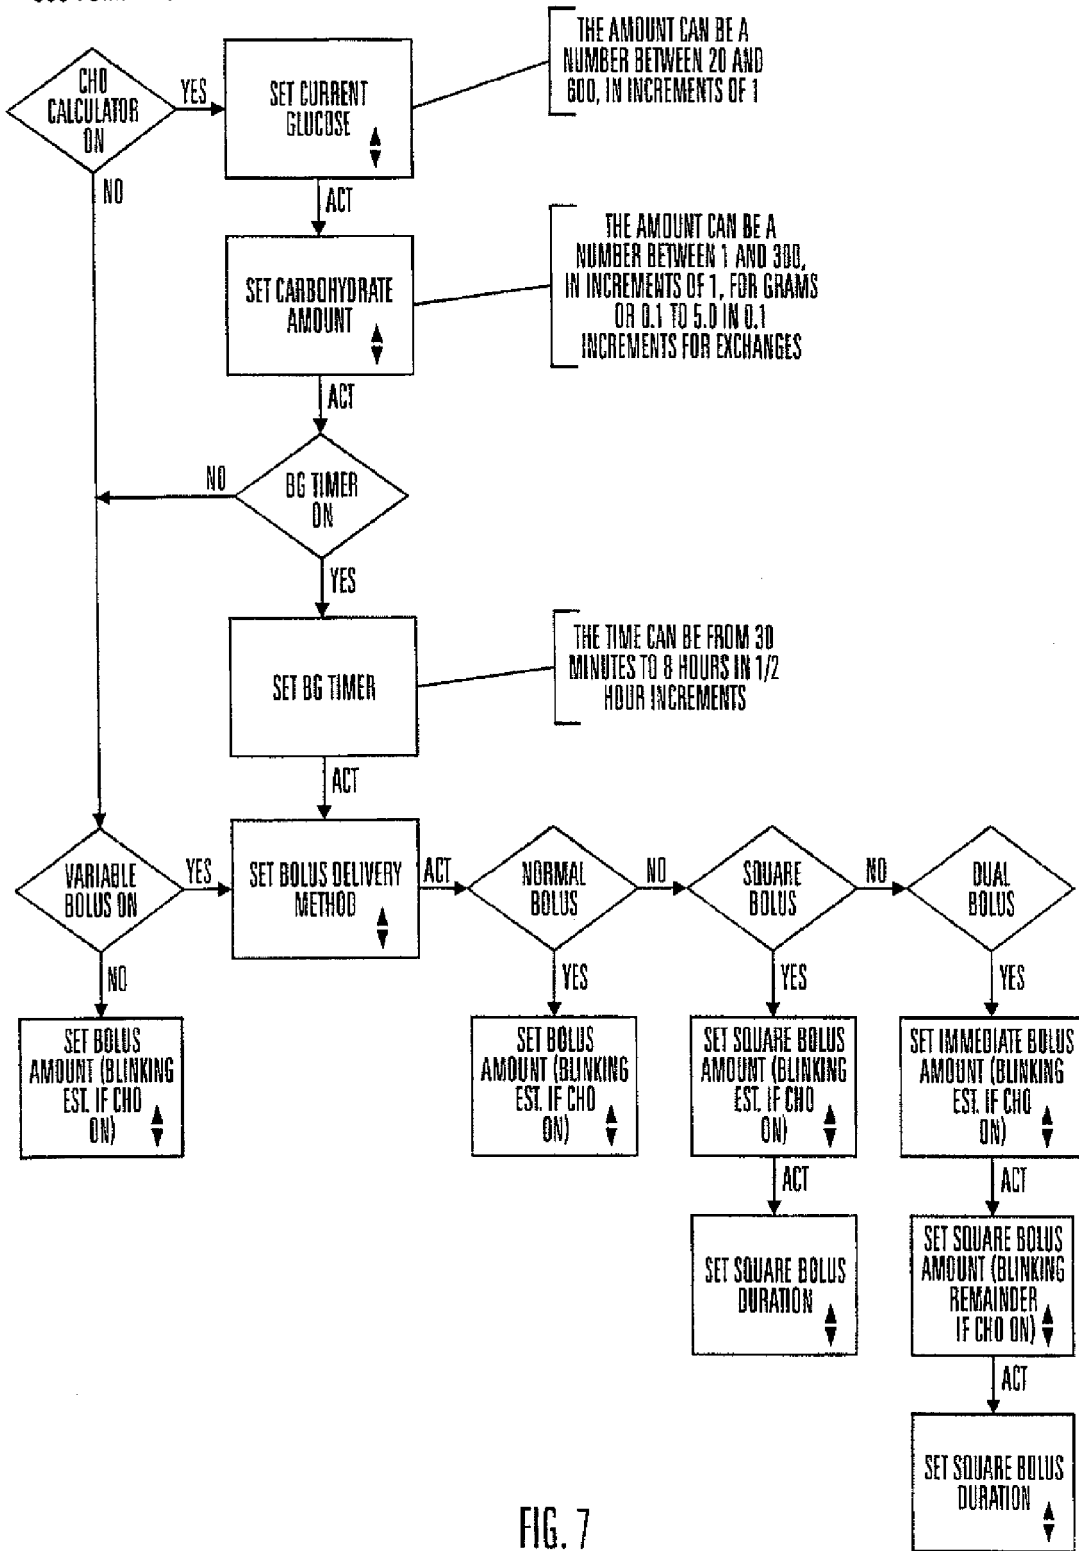 CHO
CALCULATOR
ON
YES
NO
SET CURRENT
GLUCOSE
THE AMOUNT CAN BE A
NUMBER BETWEEN 20 AND
600, IN INCREMENTS OF 1
ACT
SET CARBOHYDRATE
AMOUNT
THE AMOUNT CAN BE A
NUMBER BETWEEN 1 AND 300,
IN INCREMENTS OF 1, FOR GRAMS
OR 0.1 TO 5.0 IN 0.1
INCREMENTS FOR EXCHANGES
ACT
NO
BG TIMER
ON
YES
SET BG TIMER
THE TIME CAN BE FROM 30
MINUTES TO 8 HOURS IN 1/2
HOUR INCREMENTS
ACT
VARIABLE
BOLUS ON
YES
SET BOLUS DELIVERY
METHOD
ACT
NORMAL
BOLUS
NO
SQUARE
BOLUS
NO
DUAL
BOLUS
NO
YES
YES
YES
SET BOLUS
AMOUNT (BLINKING
EST. IF CHO
ON)
SET BOLUS
AMOUNT (BLINKING
EST. IF CHO
ON)
SET SQUARE BOLUS
AMOUNT (BLINKING
EST. IF CHO
ON)
SET IMMEDIATE BOLUS
AMOUNT (BLINKING
EST. IF CHO
ON)
ACT
ACT
SET SQUARE BOLUS
DURATION
SET SQUARE BOLUS
AMOUNT (BLINKING
REMAINDER
IF CHO ON)
ACT
SET SQUARE BOLUS
DURATION
FIG. 7